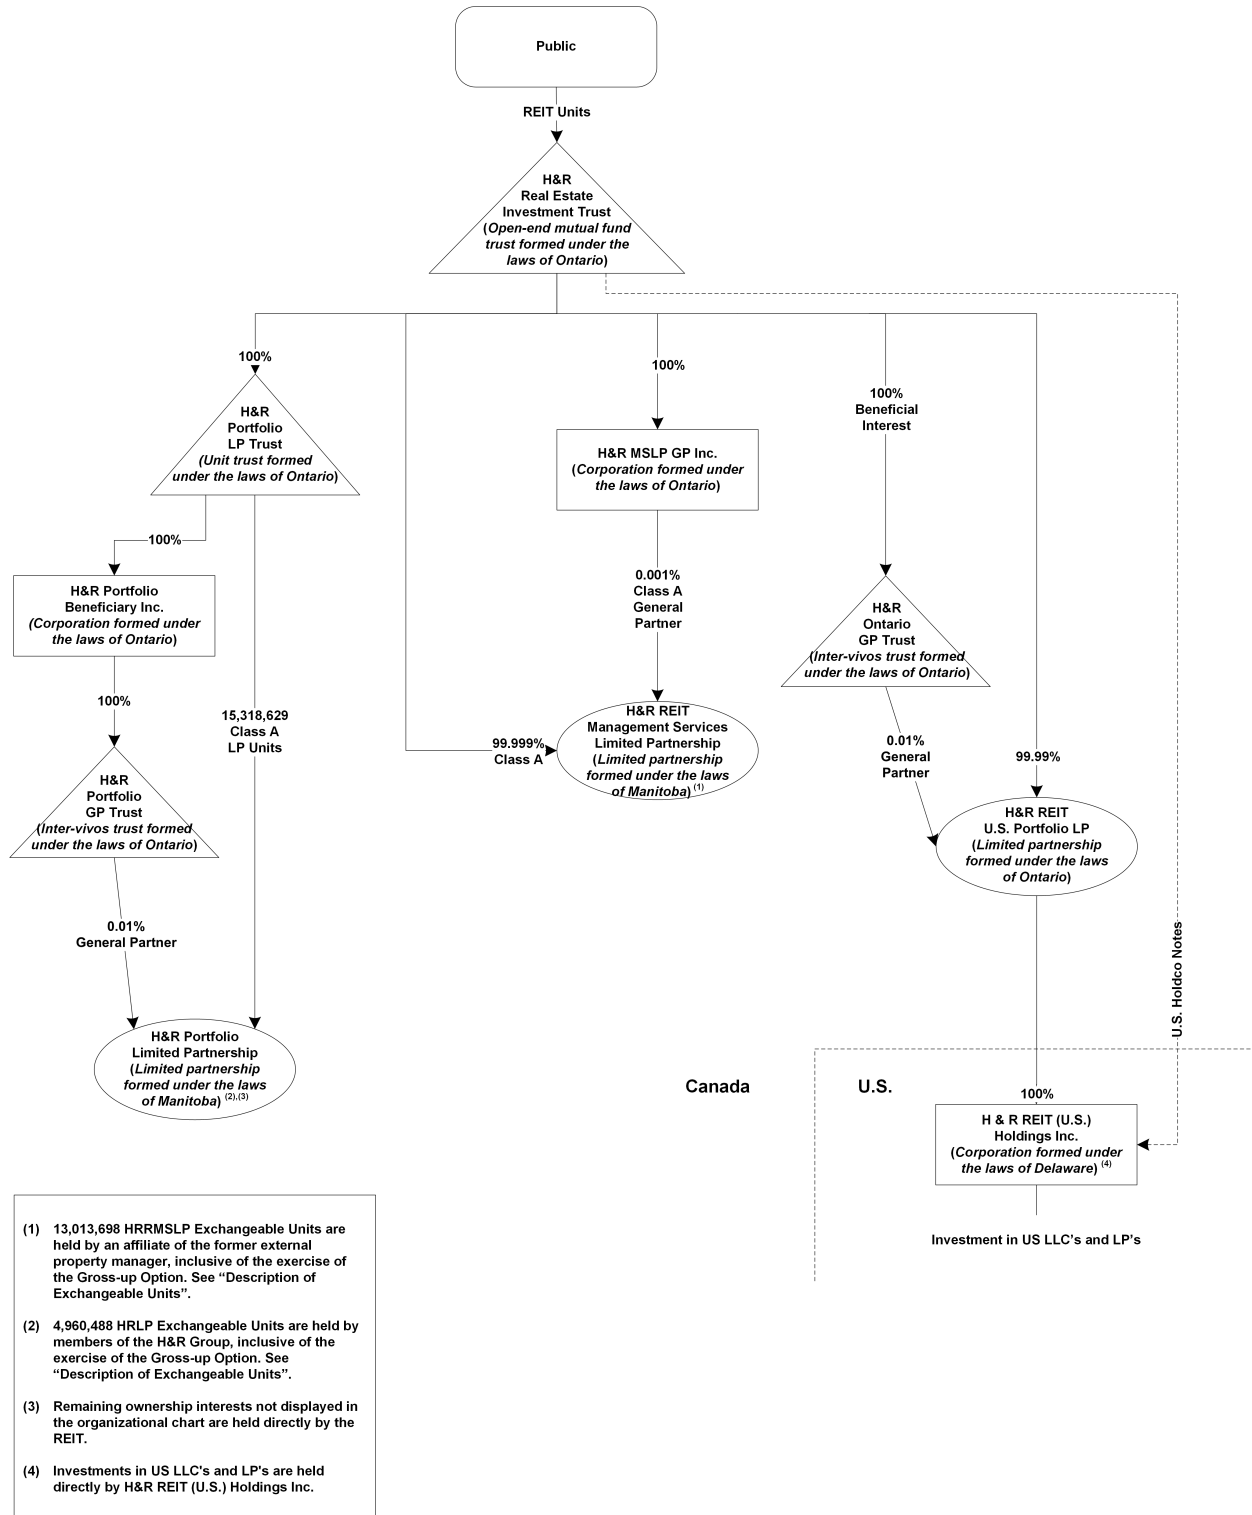 Public
REIT Units
H&R
Real Estate
Investment Trust
(Open-end mutual fund
trust formed under the
laws of Ontario)
100%
H&R
Portfolio
LP Trust
(Unit trust formed
under the laws of Ontario)
100%
H&R MSLP GP Inc.
(Corporation formed under
the laws of Ontario)
100%
Beneficial
Interest
100%
H&R Portfolio
Beneficiary Inc.
(Corporation formed under
the laws of Ontario)
0.001%
Class A
General
Partner
H&R
Ontario
GP Trust
(Inter-vivos trust formed
under the laws of Ontario)
100%
15,318,629
Class A
LP Units
99.999%
Class A
H&R REIT
Management Services
Limited Partnership
(Limited partnership
formed under the laws
of Manitoba) (1)
0.01%
General
Partner
99.99%
H&R
Portfolio
GP Trust
(Inter-vivos trust formed
under the laws of Ontario)
H&R REIT
U.S. Portfolio LP
(Limited partnership
formed under the laws
of Ontario)
0.01%
General Partner
U.S. Holdco Notes
H&R Portfolio
Limited Partnership
(Limited partnership
formed under the laws
of Manitoba) (2),(3)
Canada
U.S.
100%
H & R REIT (U.S.)
Holdings Inc.
(Corporation formed under
the laws of Delaware) (4)
Investment in US LLC's and LP's
(1) 13,013,698 HRRMSLP Exchangeable Units are
held by an affiliate of the former external
property manager, inclusive of the exercise of
the Gross-up Option. See “Description of
Exchangeable Units”.
(2) 4,960,488 HRLP Exchangeable Units are held by
members of the H&R Group, inclusive of the
exercise of the Gross-up Option. See
“Description of Exchangeable Units”.
(3) Remaining ownership interests not displayed in
the organizational chart are held directly by the
REIT.
(4) Investments in US LLC's and LP's are held
directly by H&R REIT (U.S.) Holdings Inc.